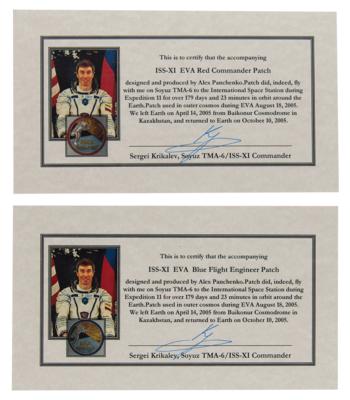 This is to certify that the accompanying
ISS-XI EVA Red Commander Patch
designed and produced by Alex Panchenko.Patch did, indeed, fly
with me on Soyuz TMA-6 to the International Space Station during
Expedition 11 for over 179 days and 23 minutes in orbit around the
Earth.Patch used in outer cosmos during EVA August 18, 2005.
We left Earth on April 14, 2005 from Baikonur Cosmodrome in
Kazakhstan, and returned to Earth on October 10, 2005.
Sergei Krikalev, Soyuz TMA-6/ISS-XI Commander
This is to certify that the accompanying
ISS-XI EVA Blue Flight Engineer Patch
designed and produced by Alex Panchenko.Patch did, indeed, fly
with me on Soyuz TMA-6 to the International Space Station during
Expedition 11 for over 179 days and 23 minutes in orbit around the
Earth.Patch used in outer cosmos during EVA August 18, 2005.
We left Earth on April 14, 2005 from Baikonur Cosmodrome in
Kazakhstan, and returned to Earth on October 10, 2005.
Sergei Krikalev, Soyuz TMA-6/ISS-XI Commander